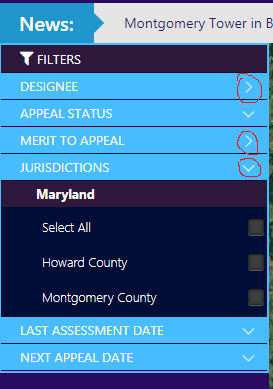 News: Montgomery Tower in B
FILTERS
DESIGNEE
APPEAL STATUS
MERIT TO APPEAL
JURISDICTIONS
Maryland
Select All
Howard County
Montgomery County
LAST ASSESSMENT DATE
NEXT APPEAL DATE